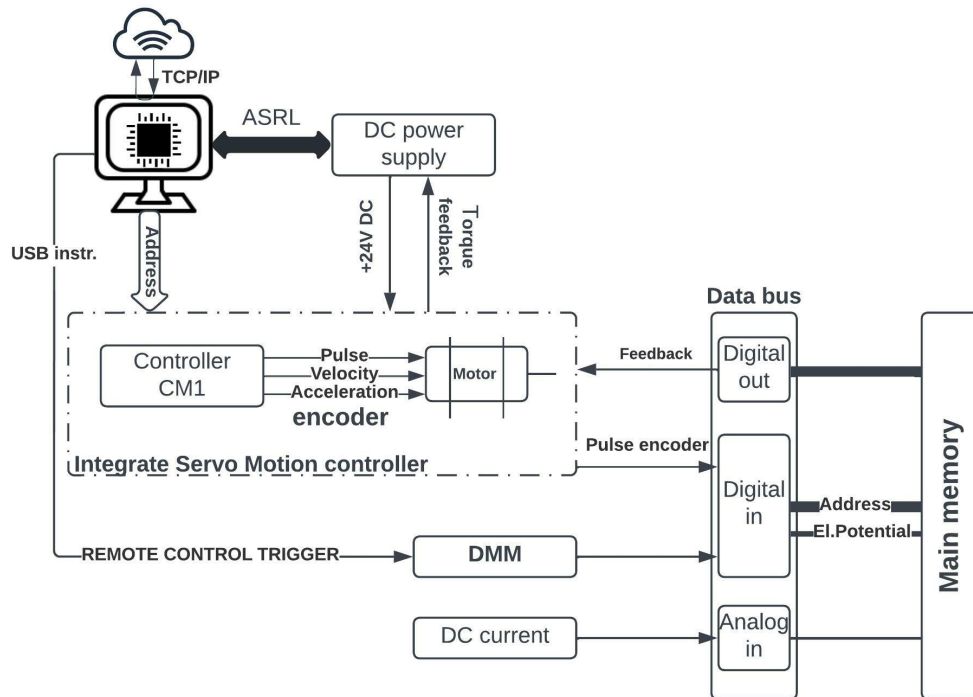 TCP/IP
ASRL
DC power
supply
USB instr.
Address
+24V DC
Torque
feedback
Data bus
Controller
CM1
Pulse
Velocity
Acceleration
encoder
Motor
Integrate Servo Motion controller
Feedback
Digital
out
Pulse encoder
Digital
in
Address
El.Potential
Main memory
REMOTE CONTROL TRIGGER
DMM
DC current
Analog
in